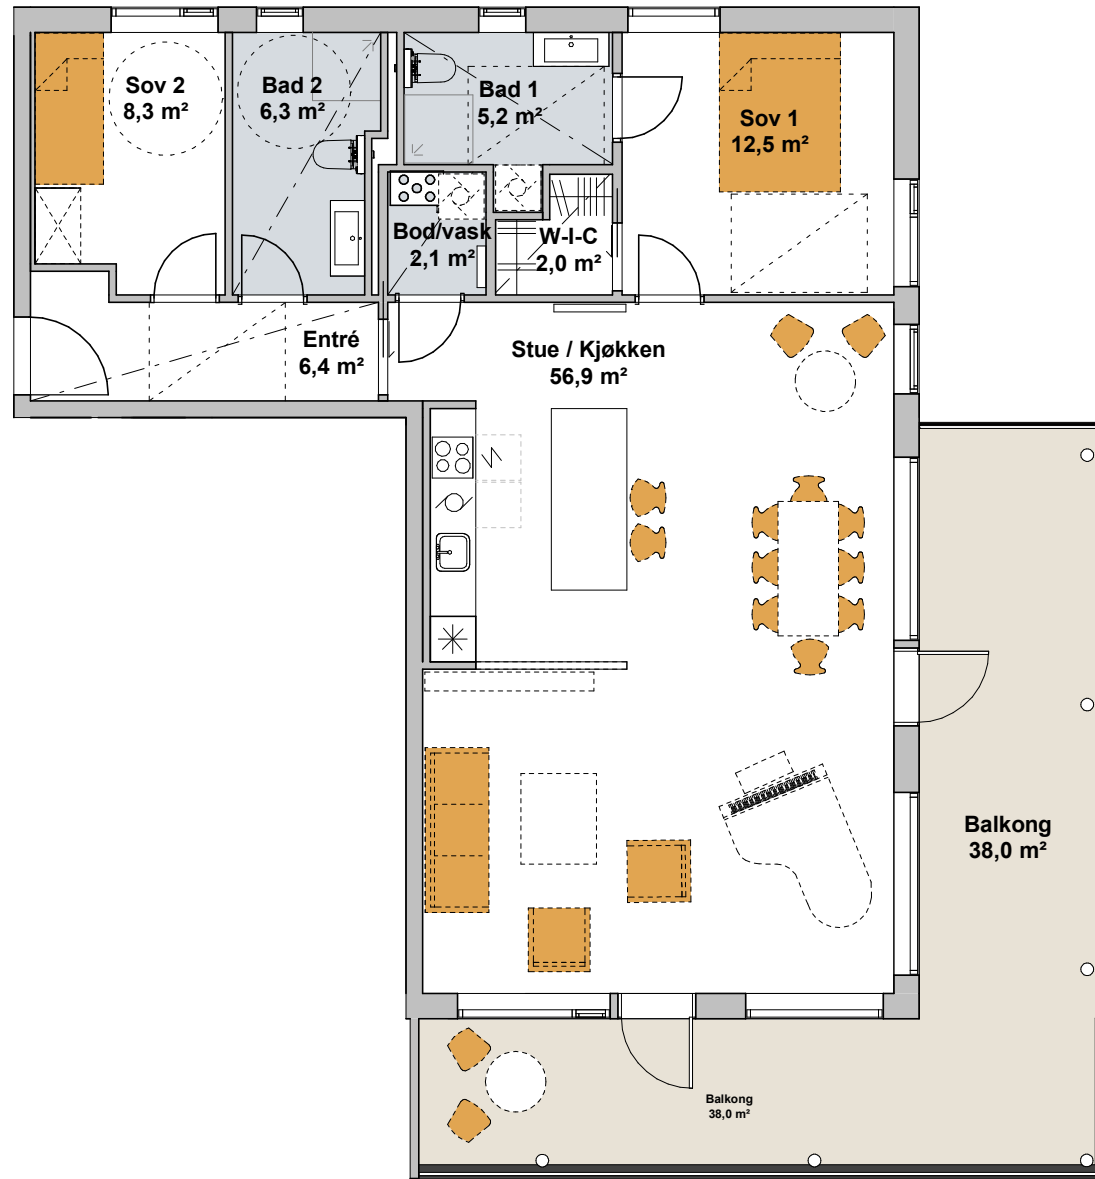 Sov 2
8,3 m²
Bad 2
6,3 m²
Bad 1
5,2 m²
Sov 1
12,5 m²
Bod/vask
2,1 m²
W-I-C
2,0 m²
Entré
6,4 m²
Stue / Kjøkken
56,9 m²
Balkong
38,0 m²
Balkong
38,0 m²